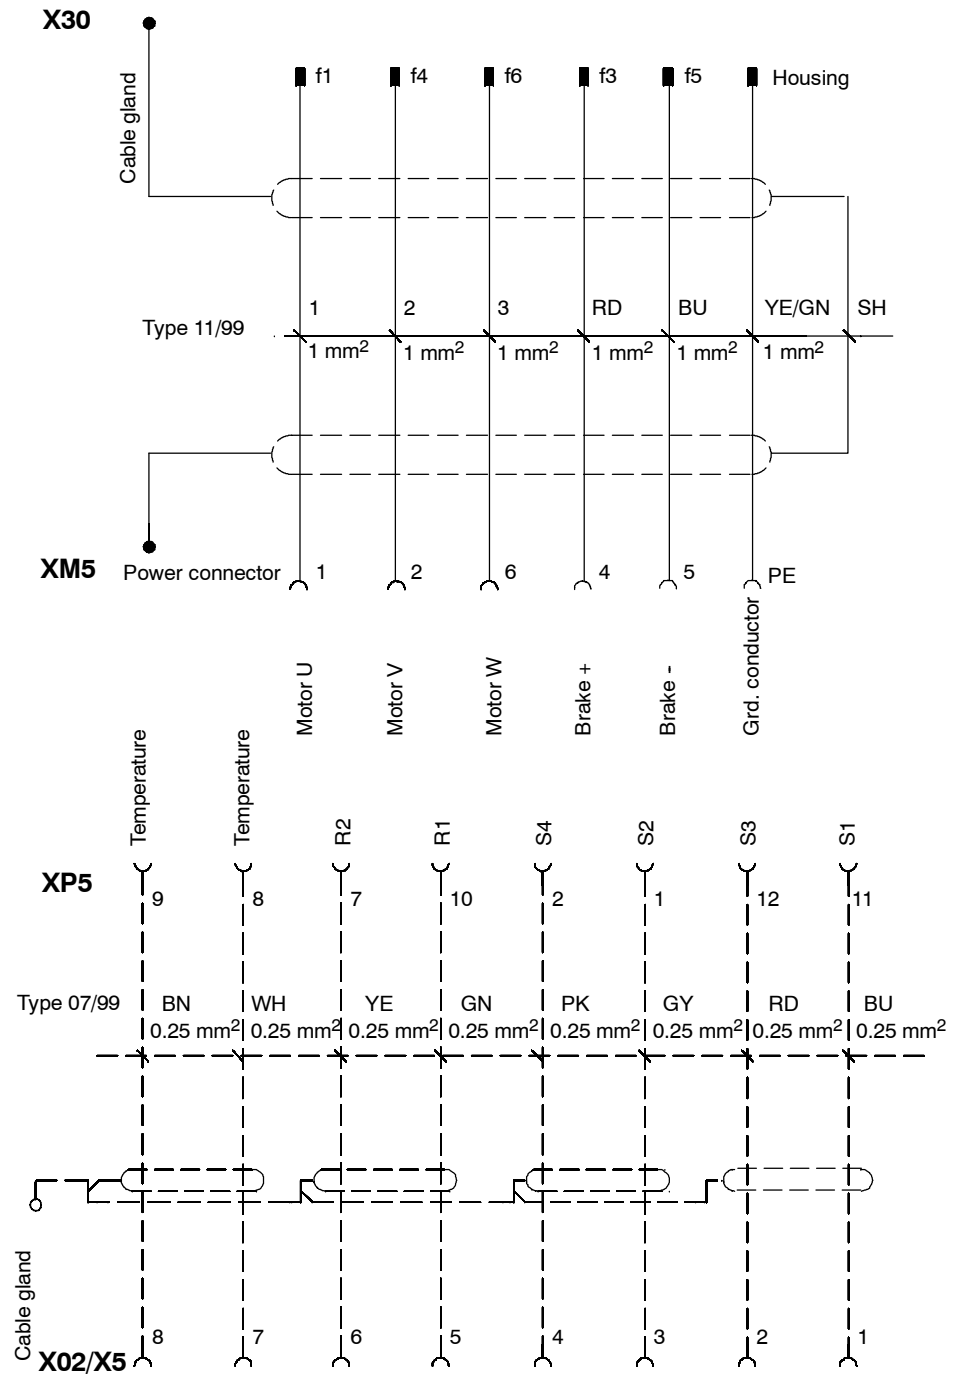 X30
Cable gland
f1 f4 f6 f3 f5 Housing
1 2 3 RD BU YE/GN SH
Type 11/99
1 mm² 1 mm² 1 mm² 1 mm² 1 mm² 1 mm²
XM5 Power connector 1 2 6 4 5 PE
Motor U
Motor V
Motor W
Brake +
Brake -
Grd. conductor
Temperature
Temperature
R2
R1
S4
S2
S3
S1
XP5
9 8 7 10 2 1 12 11
Type 07/99 BN WH YE GN PK GY RD BU
0.25 mm² 0.25 mm² 0.25 mm² 0.25 mm² 0.25 mm² 0.25 mm² 0.25 mm² 0.25 mm²
Cable gland
8 7 6 5 4 3 2 1
X02/X5